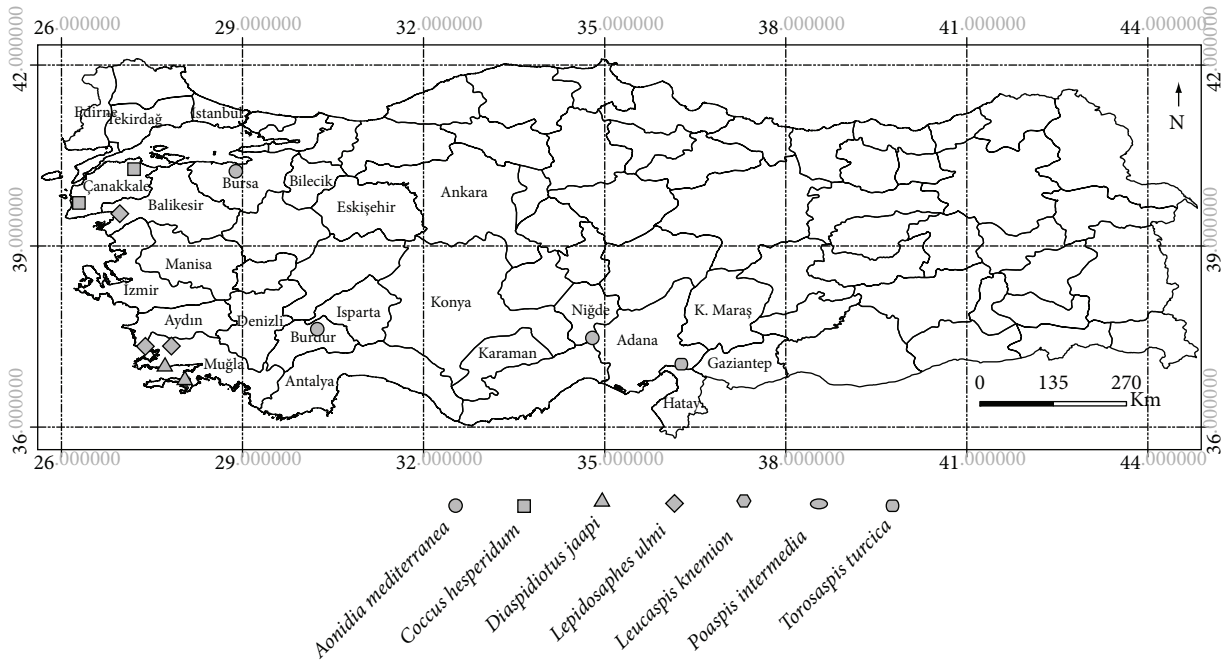 26.000000 29.000000 32.000000 35.000000 38.000000 41.000000 44.000000
42.000000 42.000000
N
Edirne Tekirdağ İstanbul
Çanakkale Bursa Bilecik Ankara
Balikesir Eskişehir
39.000000 39.000000
Manisa
İzmir Konya Isparta Niğde K. Maraş
Aydın Denizli Burdur Adana
Muğla Karaman Gaziantep
Antalya
0 135 270
Km
Hatay
36.000000 36.000000
26.000000 29.000000 32.000000 35.000000 38.000000 41.000000 44.000000
Aonidia mediterranea
Coccus hesperidum
Diaspidiotus jaapi
Lepidosaphes ulmi
Leucaspis knemion
Poaspis intermedia
Torosaspis turcica